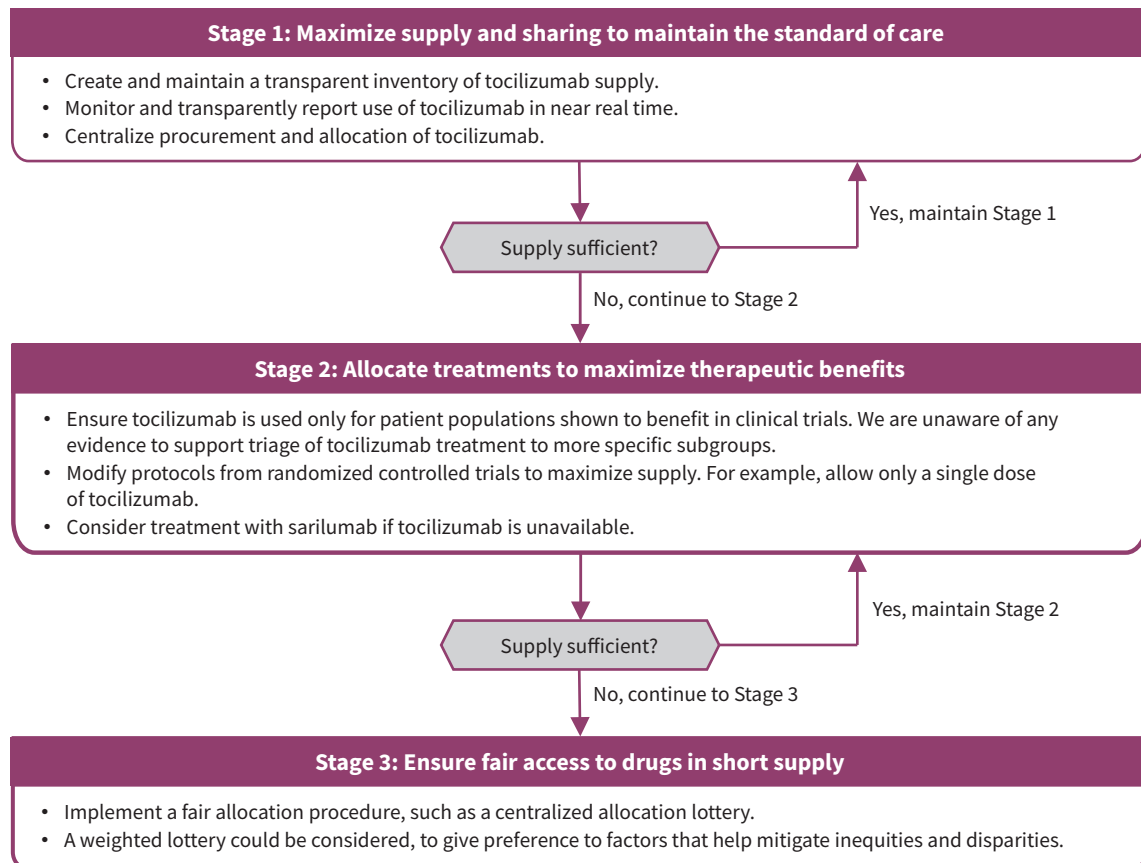 Stage 1: Maximize supply and sharing to maintain the standard of care
• Create and maintain a transparent inventory of tocilizumab supply.
• Monitor and transparently report use of tocilizumab in near real time.
• Centralize procurement and allocation of tocilizumab.
Yes, maintain Stage 1
Supply sufficient?
No, continue to Stage 2
Stage 2: Allocate treatments to maximize therapeutic benefits
• Ensure tocilizumab is used only for patient populations shown to benefit in clinical trials. We are unaware of any
evidence to support triage of tocilizumab treatment to more specific subgroups.
• Modify protocols from randomized controlled trials to maximize supply. For example, allow only a single dose
of tocilizumab.
• Consider treatment with sarilumab if tocilizumab is unavailable.
Yes, maintain Stage 2
Supply sufficient?
No, continue to Stage 3
Stage 3: Ensure fair access to drugs in short supply
• Implement a fair allocation procedure, such as a centralized allocation lottery.
• A weighted lottery could be considered, to give preference to factors that help mitigate inequities and disparities.